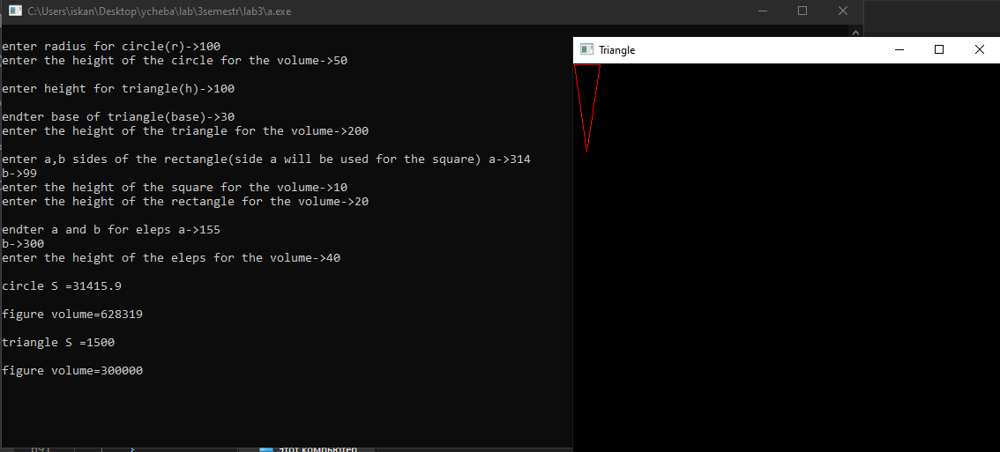 C:\Users\iskan\Desktop\ycheba\lab\3semestr\lab3\a.exe
enter radius for circle(r)->100
enter the height of the circle for the volume->50
enter height for triangle(h)->100
endter base of triangle(base)->30
enter the height of the triangle for the volume->200
enter a,b sides of the rectangle(side a will be used for the square) a->314
b->99
enter the height of the square for the volume->10
enter the height of the rectangle for the volume->20
endter a and b for eleps a->155
b->300
enter the height of the eleps for the volume->40
circle S =31415.9
figure volume=628319
triangle S =1500
figure volume=300000
Triangle
691
Этот компьютер